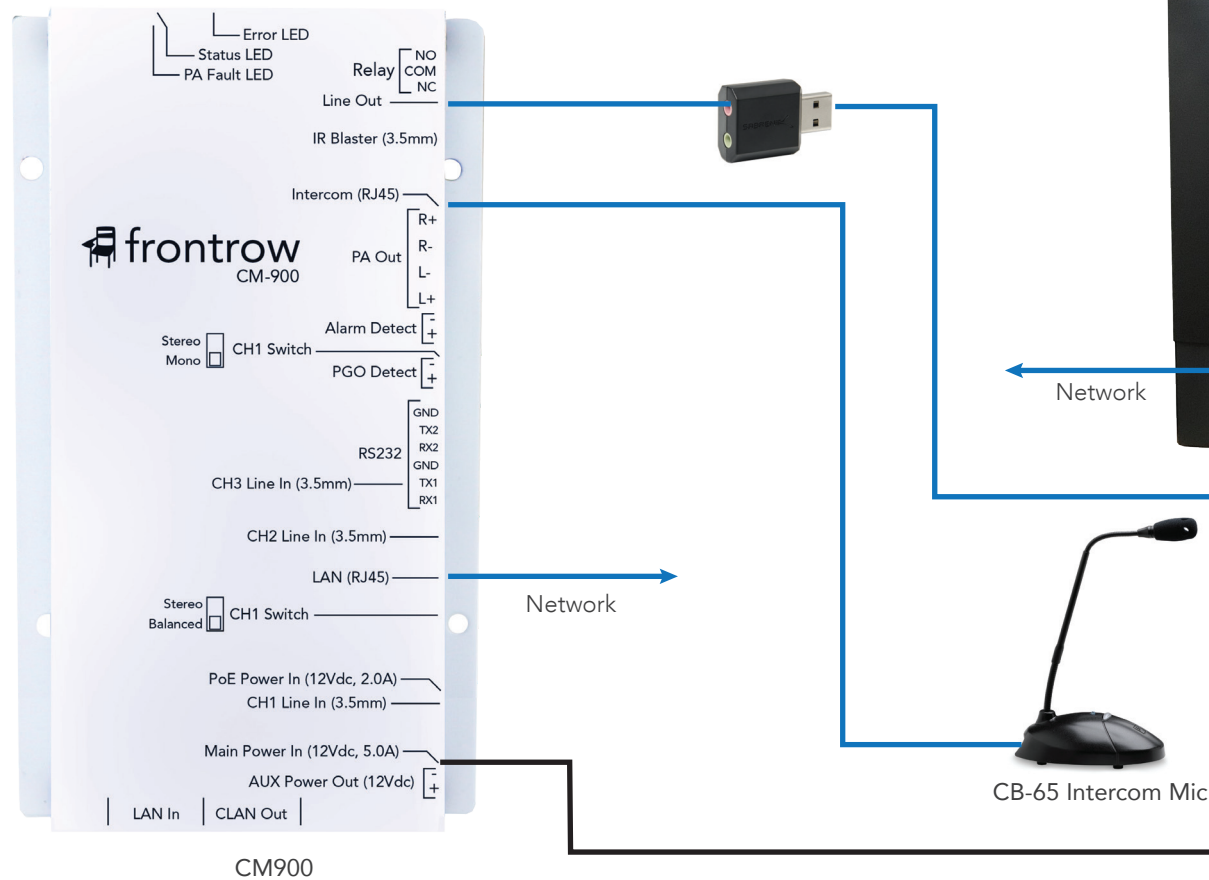 Error LED
Status LED
PA Fault LED
Relay
NO
COM
NC
Line Out
IR Blaster (3.5mm)
Intercom (RJ45)
frontrow
CM-900
PA Out
R+
R-
L-
L+
Alarm Detect
-
+
Stereo
Mono
CH1 Switch
PGO Detect
-
+
RS232
GND
TX2
RX2
GND
TX1
RX1
CH3 Line In (3.5mm)
CH2 Line In (3.5mm)
LAN (RJ45)
Stereo
Balanced
CH1 Switch
PoE Power In (12Vdc, 2.0A)
CH1 Line In (3.5mm)
Main Power In (12Vdc, 5.0A)
AUX Power Out (12Vdc)
-
+
LAN In
CLAN Out
CM900
Network
Network
CB-65 Intercom Mic